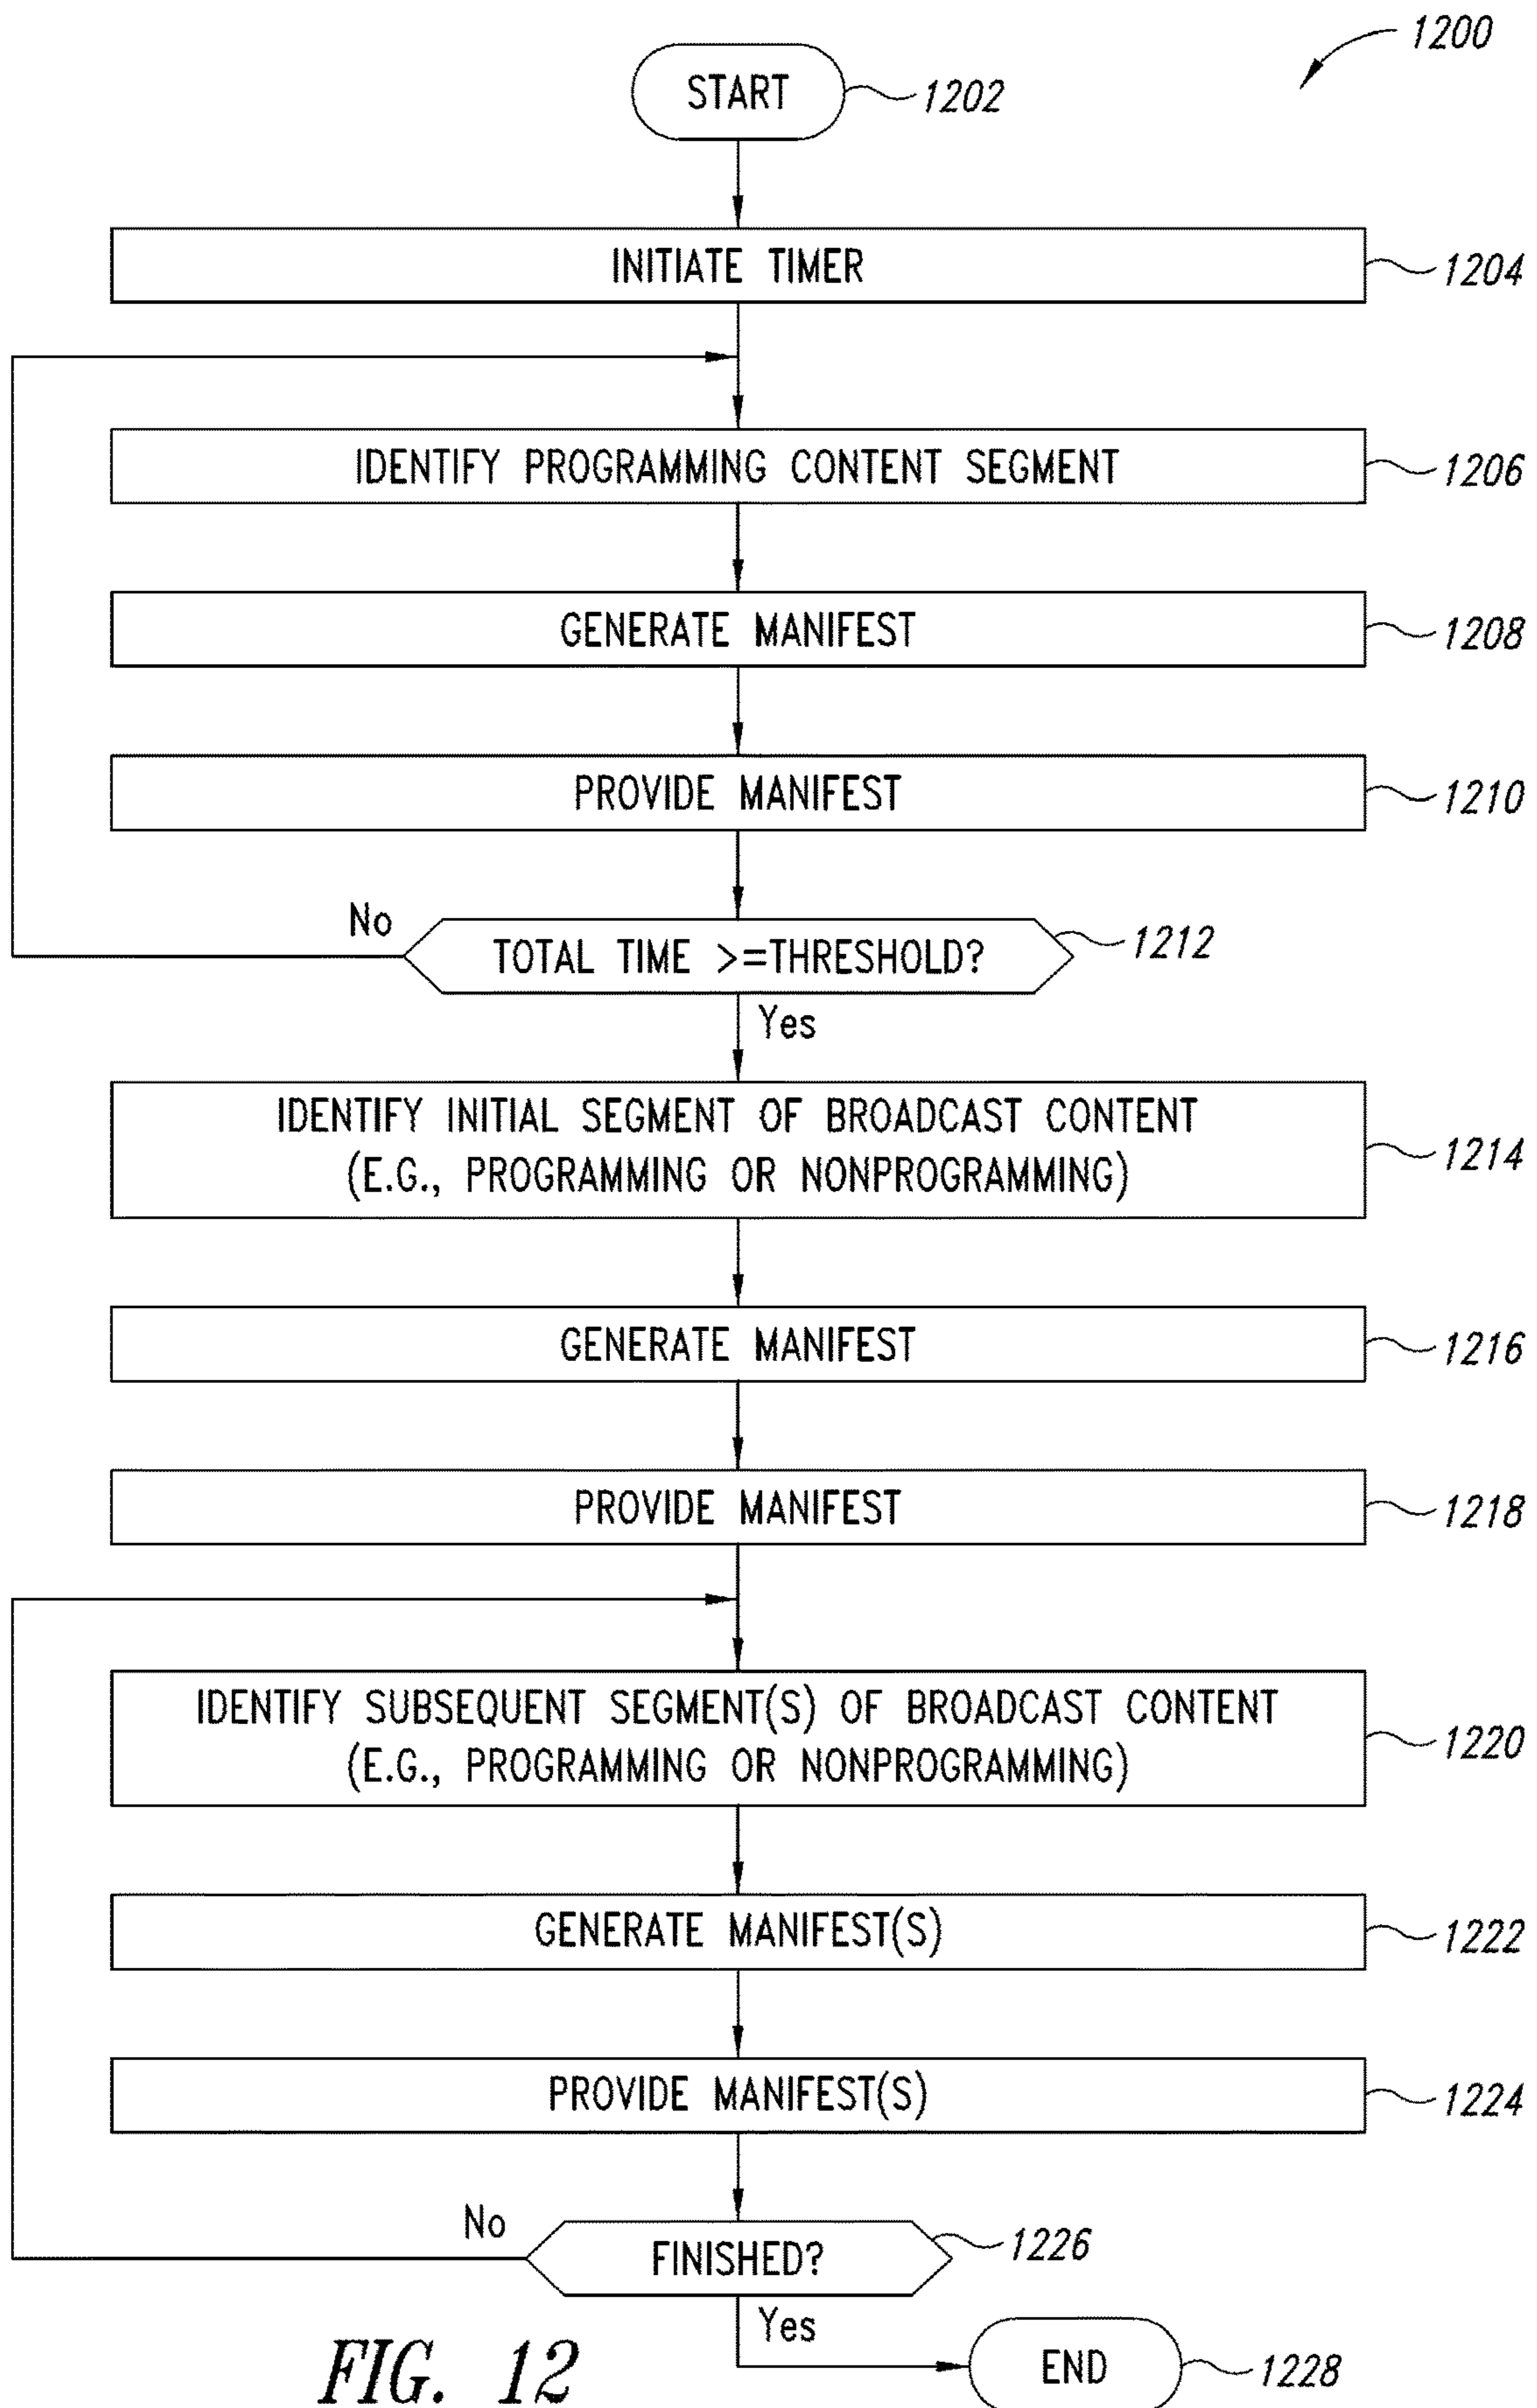 1200
START
1202
INITIATE TIMER
1204
IDENTIFY PROGRAMMING CONTENT SEGMENT
1206
GENERATE MANIFEST
1208
PROVIDE MANIFEST
1210
No
TOTAL TIME >=THRESHOLD?
1212
Yes
IDENTIFY INITIAL SEGMENT OF BROADCAST CONTENT
(E.G., PROGRAMMING OR NONPROGRAMMING)
1214
GENERATE MANIFEST
1216
PROVIDE MANIFEST
1218
IDENTIFY SUBSEQUENT SEGMENT(S) OF BROADCAST CONTENT
(E.G., PROGRAMMING OR NONPROGRAMMING)
1220
GENERATE MANIFEST(S)
1222
PROVIDE MANIFEST(S)
1224
No
FINISHED?
1226
Yes
END
1228
FIG. 12